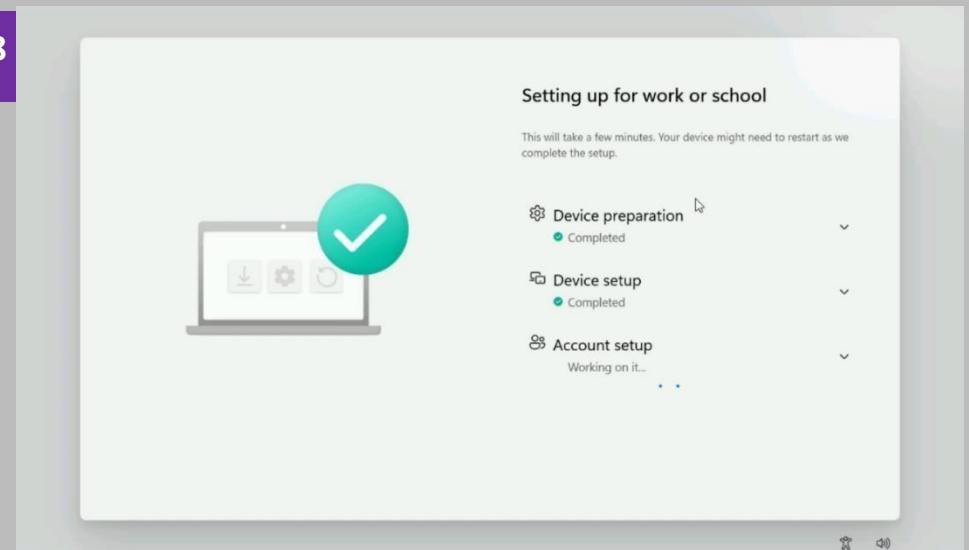 3
Setting up for work or school
This will take a few minutes. Your device might need to restart as we
complete the setup.
Device preparation
Completed
Device setup
Completed
Account setup
Working on it...